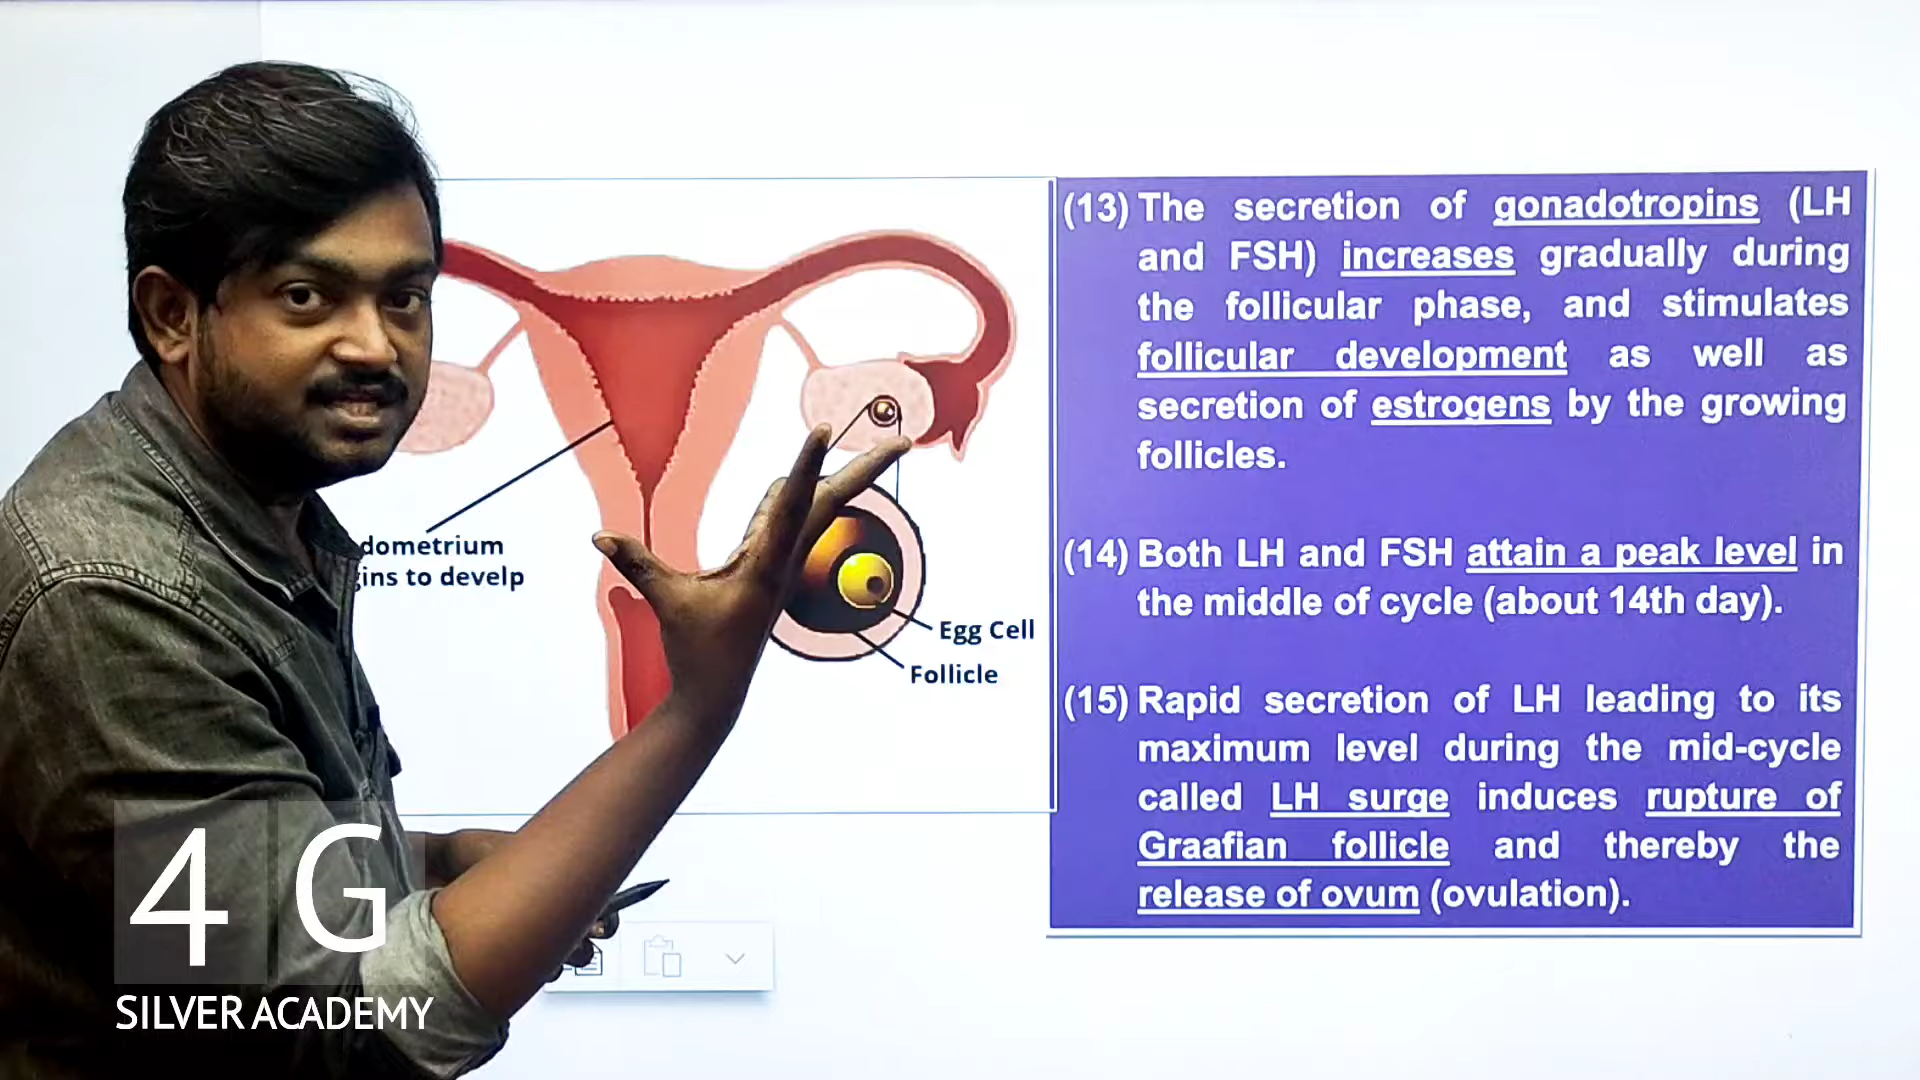 (13) The secretion of gonadotropins (LH
and FSH) increases gradually during
the follicular phase, and stimulates
follicular development as well as
secretion of estrogens by the growing
follicles.
(14) Both LH and FSH attain a peak level in
the middle of cycle (about 14th day).
(15) Rapid secretion of LH leading to its
maximum level during the mid-cycle
called LH surge induces rupture of
Graafian follicle and thereby the
release of ovum (ovulation).
dometrium
gins to develp
Egg Cell
Follicle
4 G
SILVER ACADEMY